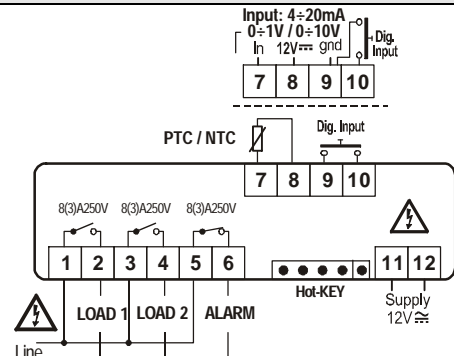 Input: 4÷20mA
0÷1V / 0÷10V
In 12V gnd
Dig.
Input
7 8 9 10
PTC / NTC
Dig. Input
7 8 9 10
8(3)A250V 8(3)A250V 8(3)A250V
1 2 3 4 5 6
11 12
Hot-KEY
LOAD 1 LOAD 2 ALARM
Supply
12V
Line